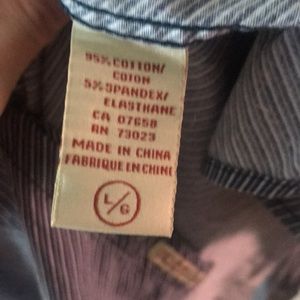 95% COTTON/
COTON
5% SPANDEX/
ELASTHANE
CA 07658
RN 73023
MADE IN CHINA
FABRIQUE EN CHINE
L/G